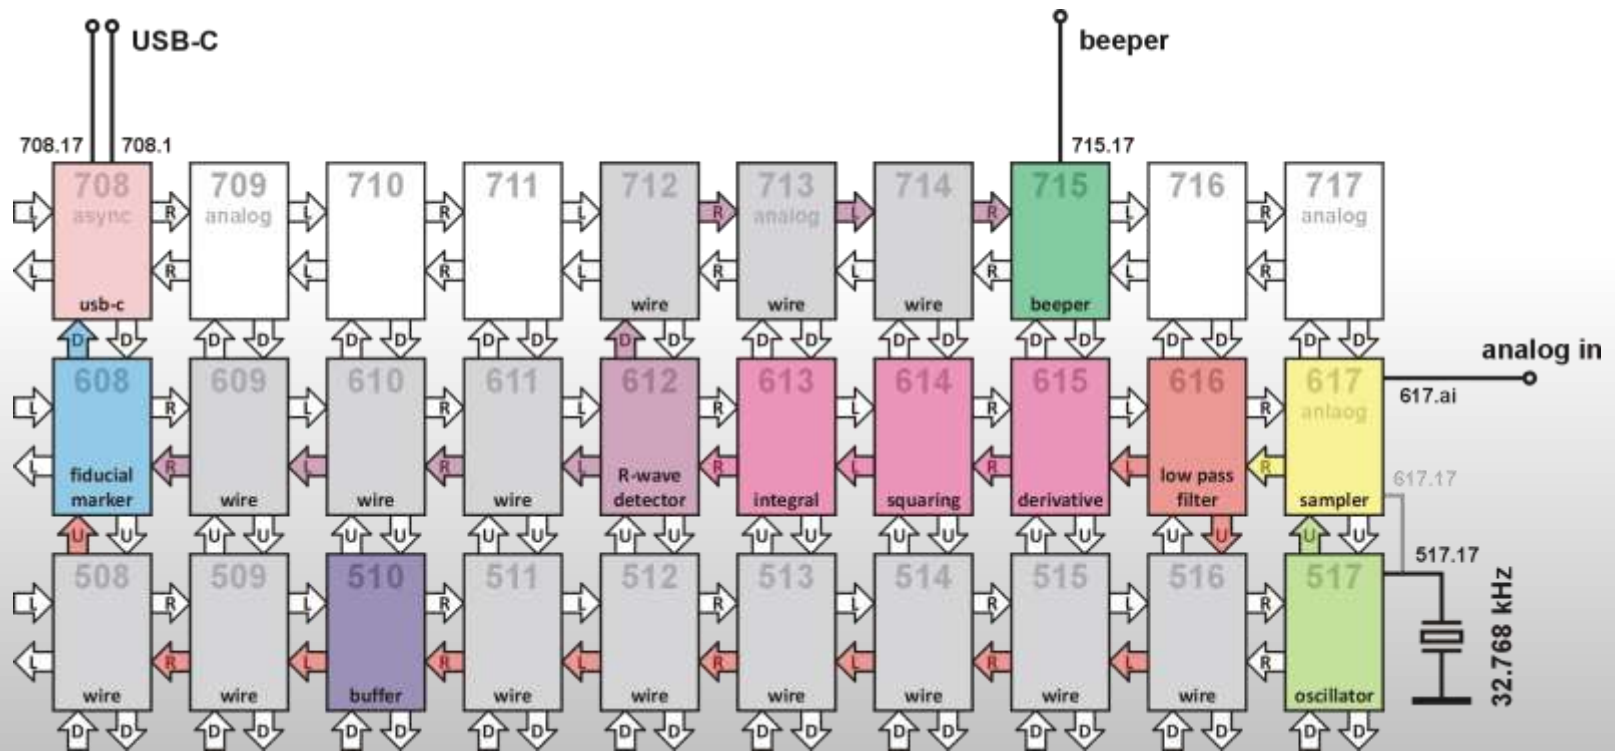 USB-C
beeper
708.17 708.1 715.17
708 709 710 711 712 713 714 715 716 717
async analog analog analog
L R L R L R L R L R
L R L R L R L R L R
usb-c wire wire wire beeper
D D D D D D D D D D D D D D D D D D D D
analog in
608 609 610 611 612 613 614 615 616 617
617.ai
anlaog
L R L R L R L R L R
L R L R L R L R L R
fiducial R-wave low pass
617.17
marker wire wire wire detector integral squaring derivative filter sampler
U U U U U U U U U U U U U U U U U U U U
517.17
508 509 510 511 512 513 514 515 516 517
L R L R L R L R L R
32.768 kHz
L R L R L R L R L R
wire wire buffer wire wire wire wire wire wire oscillator
D D D D D D D D D D D D D D D D D D D D